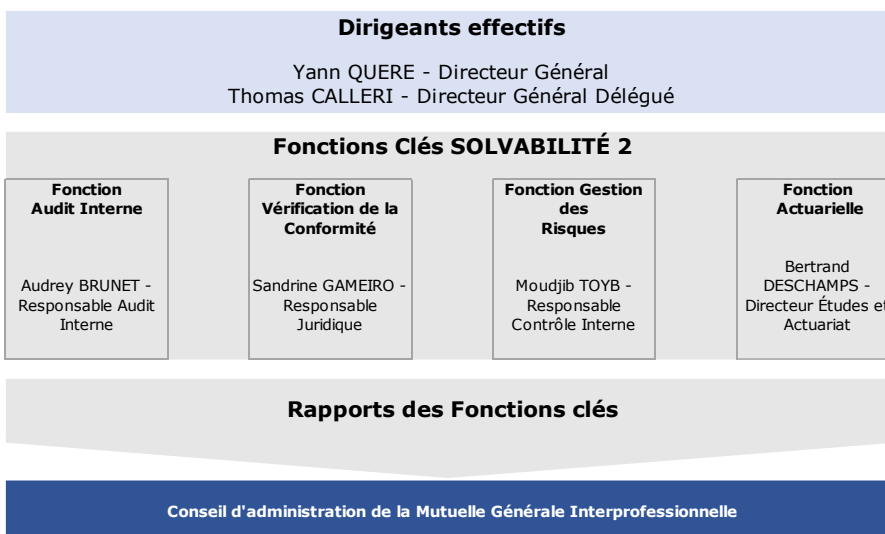 Dirigeants effectifs
Yann QUERE - Directeur Général
Thomas CALLERI - Directeur Général Délégué
Fonctions Clés SOLVABILITÉ 2
Fonction
Audit Interne
Audrey BRUNET -
Responsable Audit
Interne
Fonction
Vérification de la
Conformité
Sandrine GAMEIRO -
Responsable
Juridique
Fonction Gestion
des
Risques
Moudjib TOYB -
Responsable
Contrôle Interne
Fonction
Actuarielle
Bertrand
DESCHAMPS -
Directeur Études et
Actuariat
Rapports des Fonctions clés
Conseil d'administration de la Mutuelle Générale Interprofessionnelle